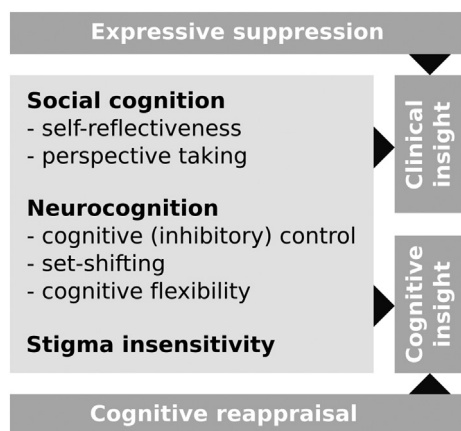 Expressive suppression
Social cognition
- self-reflectiveness
- perspective taking
Neurocognition
- cognitive (inhibitory) control
- set-shifting
- cognitive flexibility
Stigma insensitivity
Clinical
insight
Cognitive
insight
Cognitive reappraisal